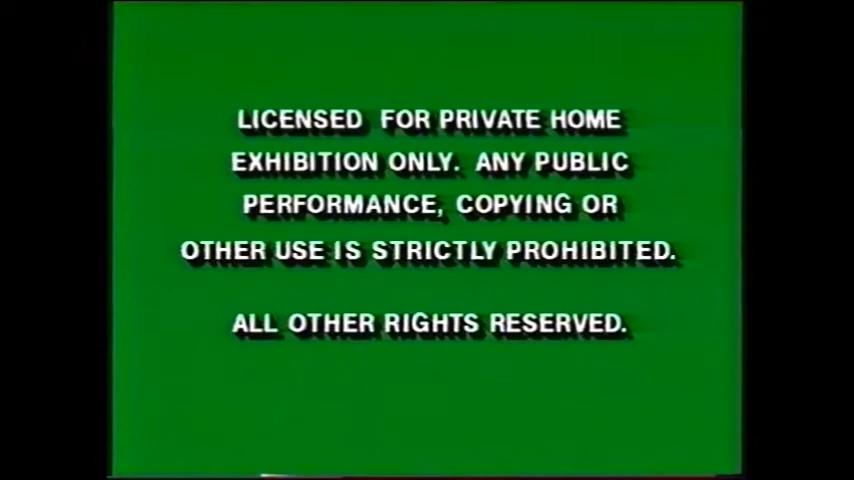 LICENSED FOR PRIVATE HOME
EXHIBITION ONLY. ANY PUBLIC
PERFORMANCE, COPYING OR
OTHER USE IS STRICTLY PROHIBITED.
ALL OTHER RIGHTS RESERVED.